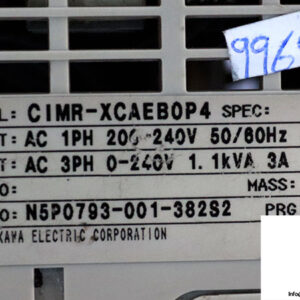 996
L: CIMR-XCAEB0P4 SPEC:
T: AC 1PH 200-240V 50/60Hz
T: AC 3PH 0-240V 1.1kVA 3A
O: MASS:
O: N5P0793-001-382S2 PRG
KAWA ELECTRIC CORPORATION
Info@